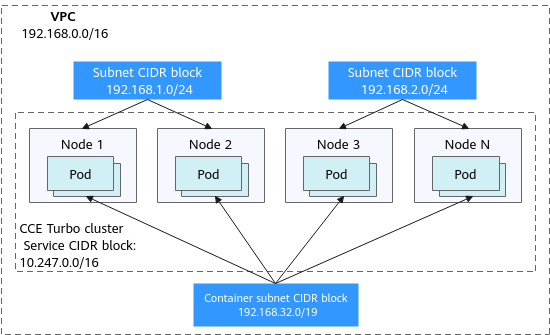 VPC
192.168.0.0/16
Subnet CIDR block
192.168.1.0/24
Subnet CIDR block
192.168.2.0/24
Node 1
Node 2
Node 3
Node N
Pod
Pod
Pod
Pod
CCE Turbo cluster
Service CIDR block:
10.247.0.0/16
Container subnet CIDR block
192.168.32.0/19